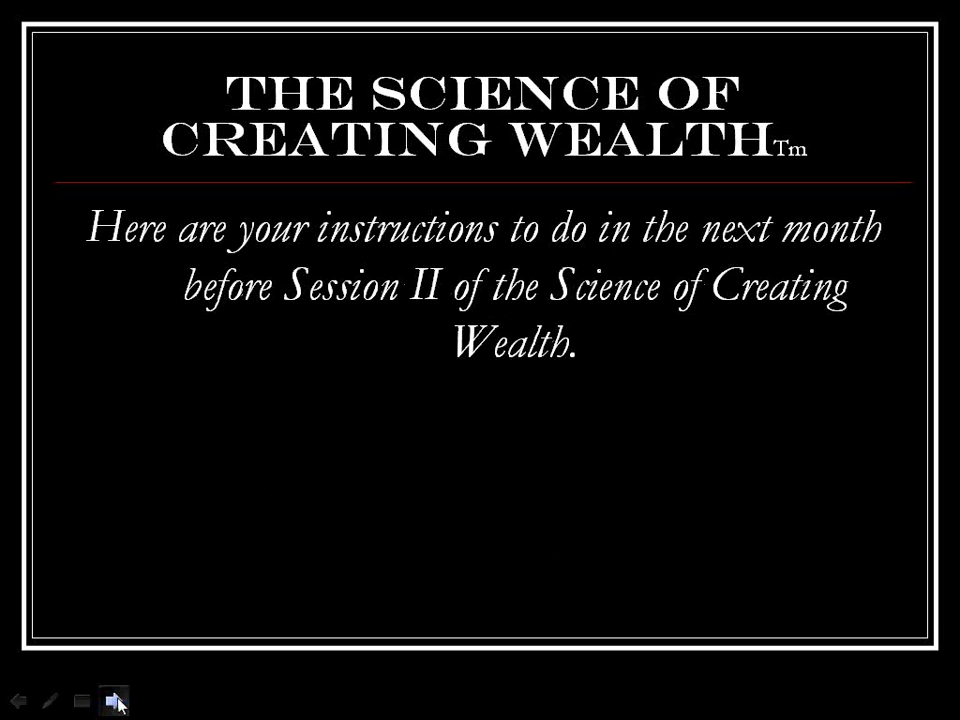 THE SCIENCE OF
CREATING WEALTHTm
Here are your instructions to do in the next month
before Session II of the Science of Creating
Wealth.